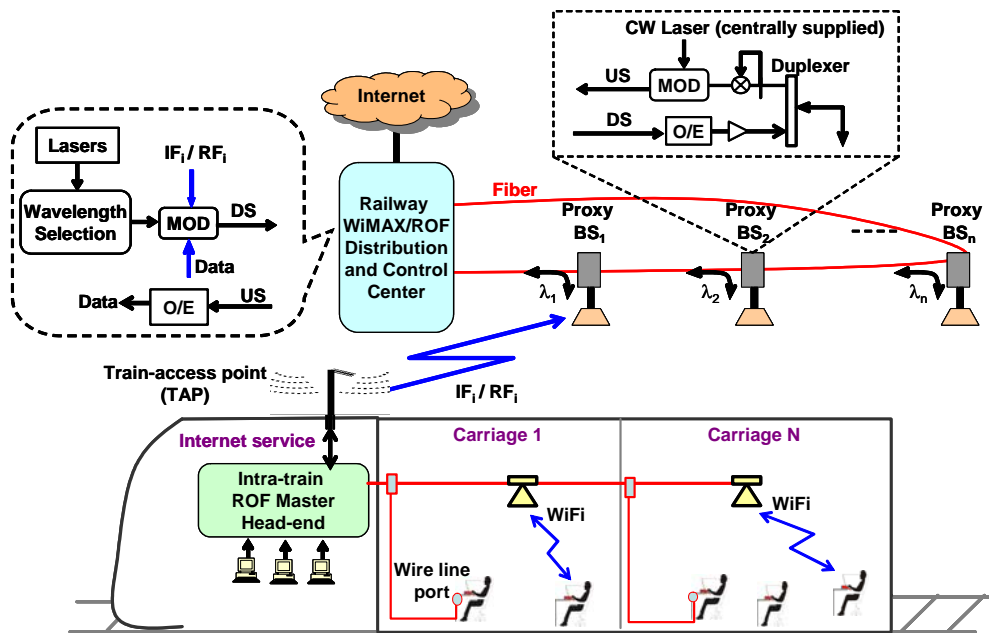 CW Laser (centrally supplied)
US
MOD
Duplexer
DS
O/E
Internet
Lasers
IFi / RFi
Wavelength
Selection
MOD
DS
Data
Data
O/E
US
Railway
WiMAX/ROF
Distribution
and Control
Center
Fiber
Proxy
BS1
Proxy
BS2
Proxy
BSn
λ1
λ2
λn
Train-access point
(TAP)
IFi / RFi
Internet service
Carriage 1
Carriage N
Intra-train
ROF Master
Head-end
WiFi
WiFi
Wire line
port